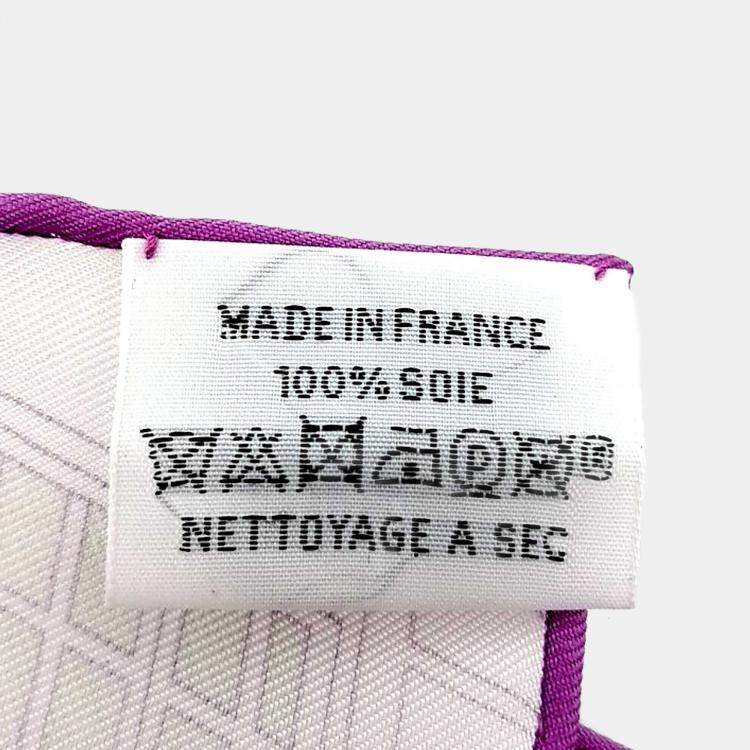 MADE IN FRANCE
100% SOIE
P
NETTOYAGE A SEC